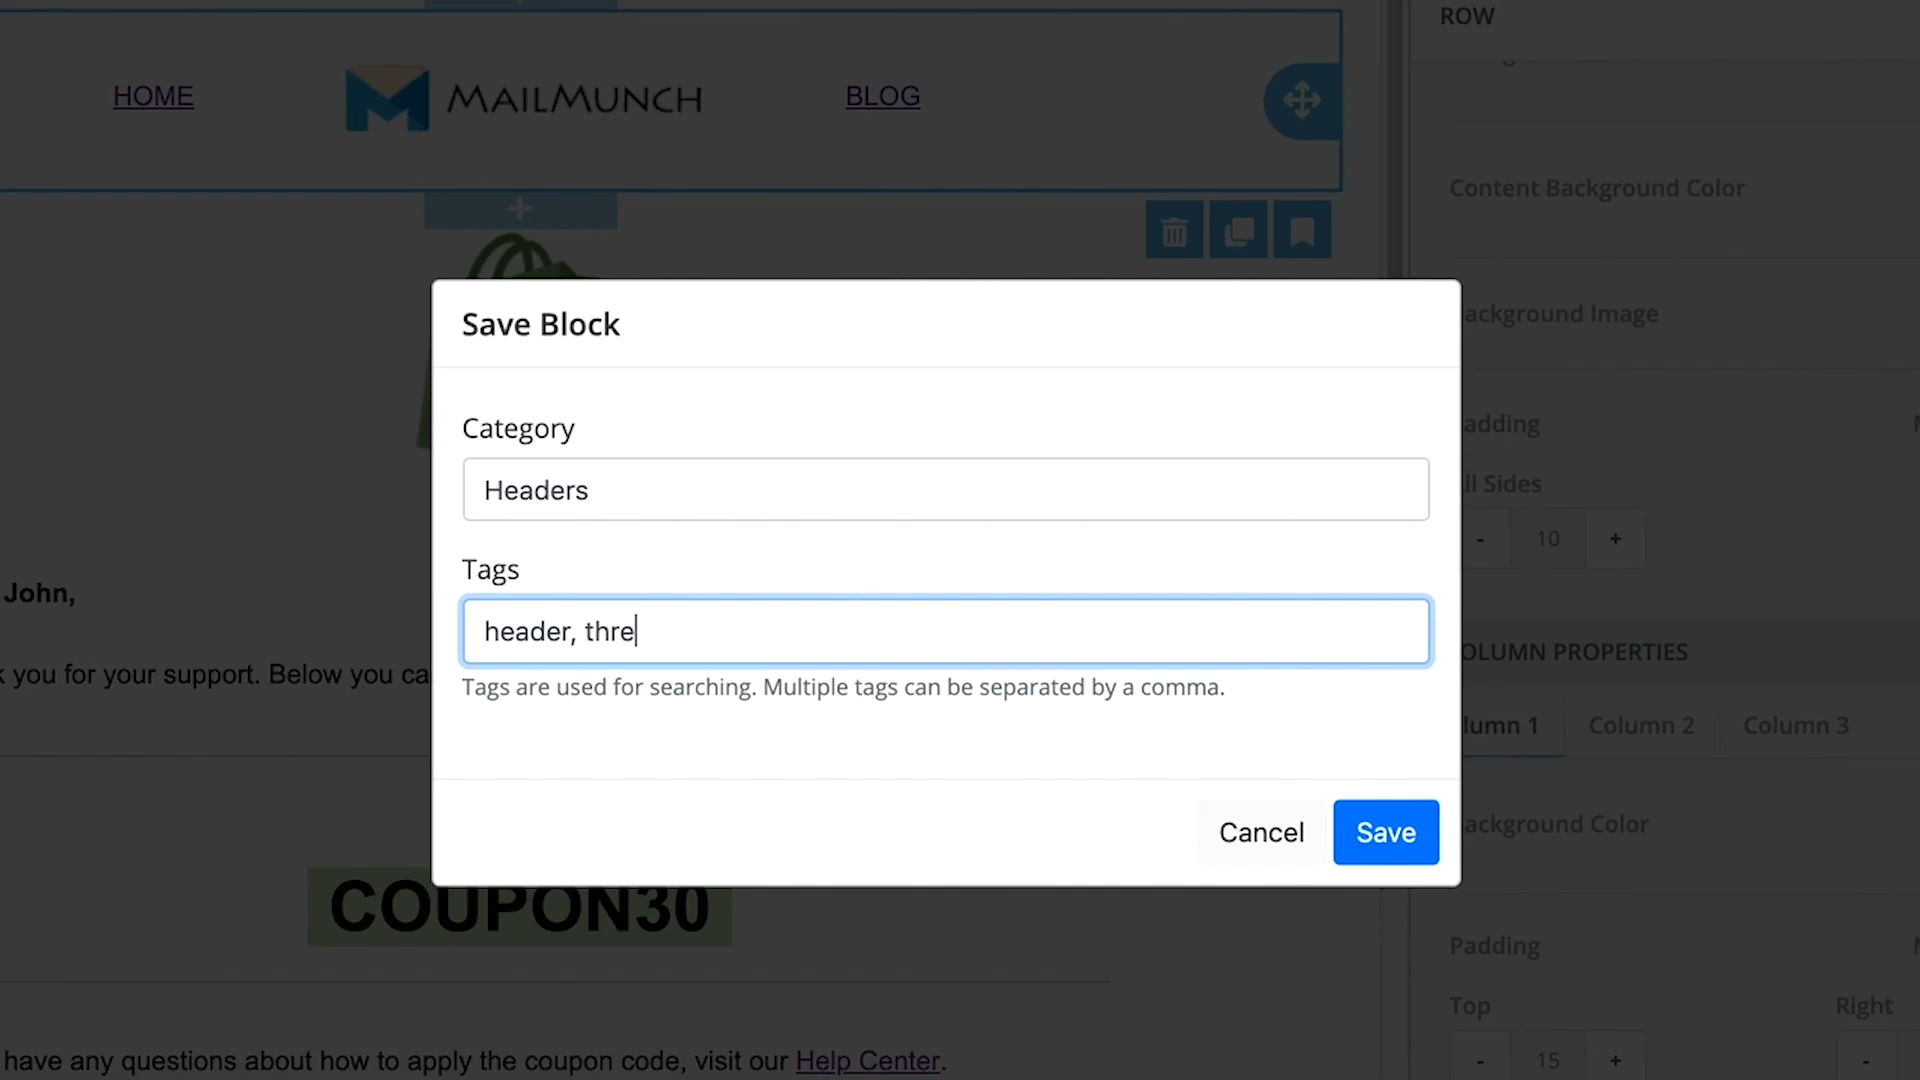 ROW
HOME
MAILMUNCH
BLOG
Content Background Color
+
Save Block
ackground Image
Category
adding
Headers
ll Sides
- 10 +
Tags
John,
header, thre
OLUMN PROPERTIES
you for your support. Below you ca
Tags are used for searching. Multiple tags can be separated by a comma.
lumn 1
Column 2
Column 3
Cancel
Save
ackground Color
COUPON30
Padding
Top
Right
have any questions about how to apply the coupon code, visit our Help Center.
- 15 +
-